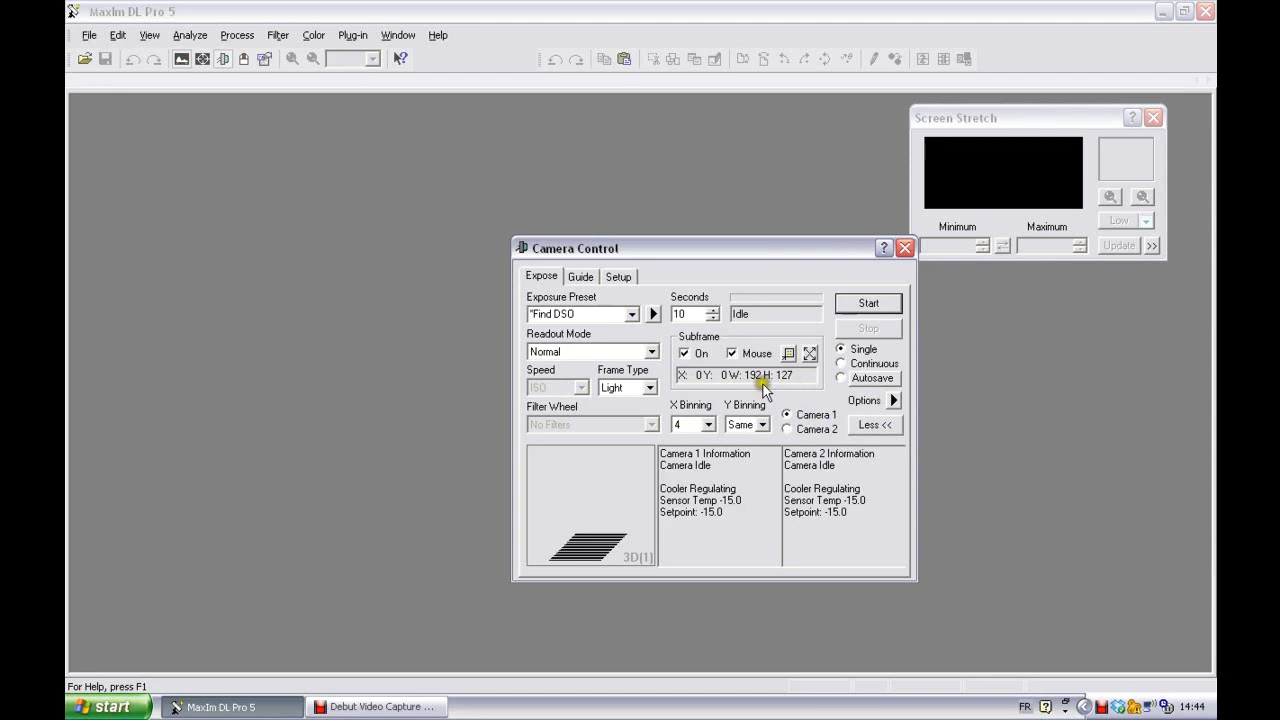 MaxIm DL Pro 5
File Edit View Analyze Process Filter Color Plug-in Window Help
Screen Stretch
Minimum Maximum
Low
Update >>
Camera Control
Expose Guide Setup
Exposure Preset
*Find DSO
Seconds
10
Idle
Start
Stop
Readout Mode
Normal
Subframe
On Mouse
X: 0 Y: 0 W: 192 H: 127
Single
Continuous
Autosave
Speed Frame Type
ISO Light
Options
Filter Wheel
No Filters
X Binning Y Binning
4 Same
Camera 1
Camera 2
Less <<
3D(1)
Camera 1 Information
Camera Idle
Cooler Regulating
Sensor Temp -15.0
Setpoint: -15.0
Camera 2 Information
Camera Idle
Cooler Regulating
Sensor Temp -15.0
Setpoint: -15.0
For Help, press F1
start MaxIm DL Pro 5 Debut Video Capture ... FR 14:44